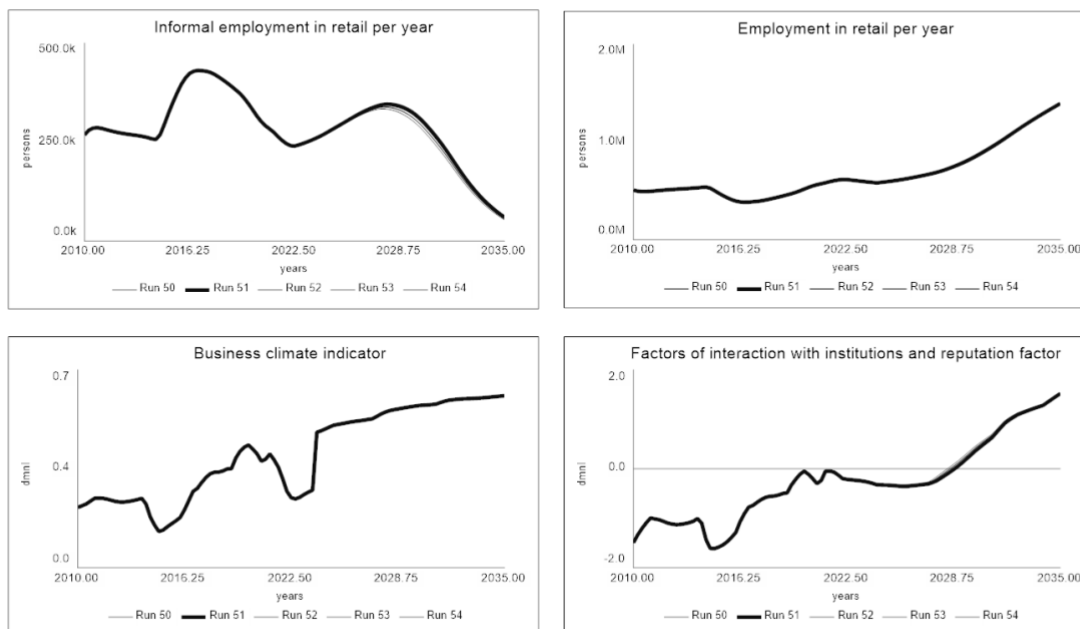 Informal employment in retail per year
500.0k
250.0k
0.0k
persons
2010.00 2016.25 2022.50 2028.75 2035.00
years
Run 50 Run 51 Run 52 Run 53 Run 54
Employment in retail per year
2.0M
1.0M
0.0M
persons
2010.00 2016.25 2022.50 2028.75 2035.00
years
Run 50 Run 51 Run 52 Run 53 Run 54
Business climate indicator
0.7
0.4
0.0
dmnl
2010.00 2016.25 2022.50 2028.75 2035.00
years
Run 50 Run 51 Run 52 Run 53 Run 54
Factors of interaction with institutions and reputation factor
2.0
0.0
-2.0
dmnl
2010.00 2016.25 2022.50 2028.75 2035.00
years
Run 50 Run 51 Run 52 Run 53 Run 54